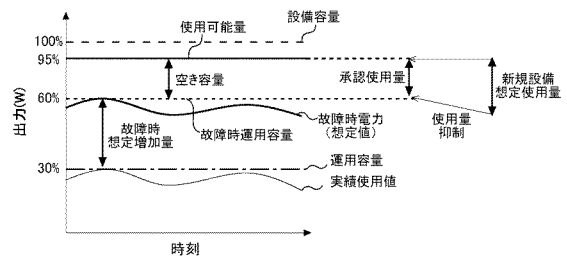 設備容量
使用可能量
100%
95%
空き容量
承認使用量
新規設備
想定使用量
60%
出力(W)
故障時電力
(想定値)
使用量
抑制
故障時
想定増加量
故障時運用容量
30%
運用容量
実績使用値
時刻